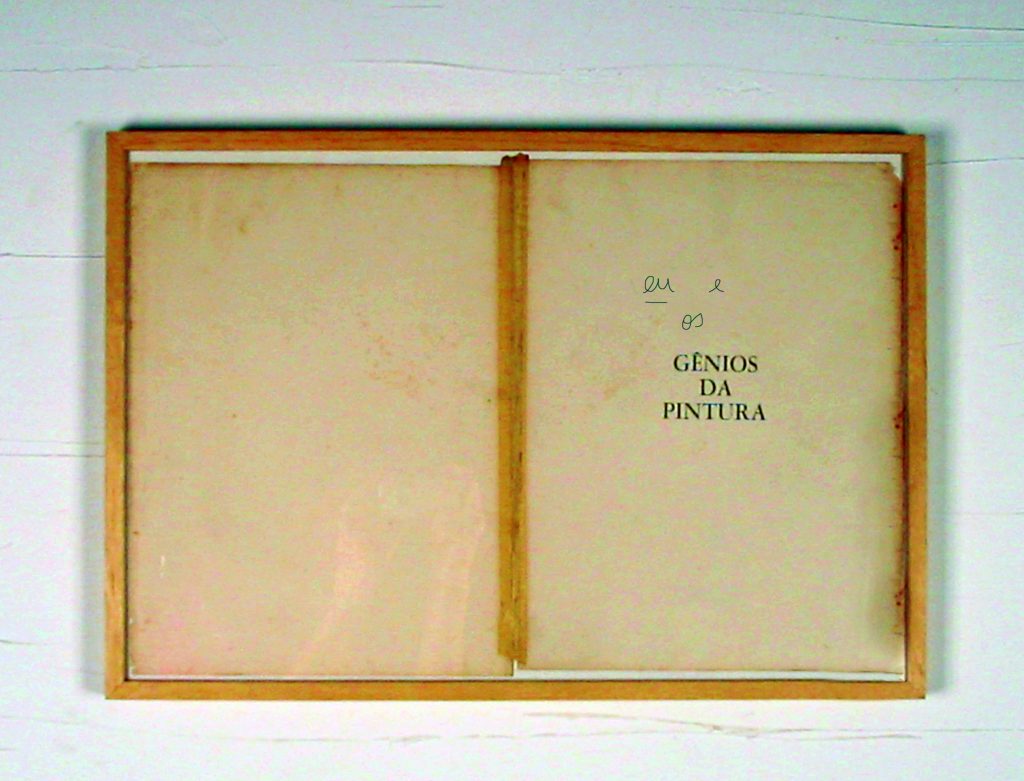 eu e
os
GÊNIOS
DA
PINTURA